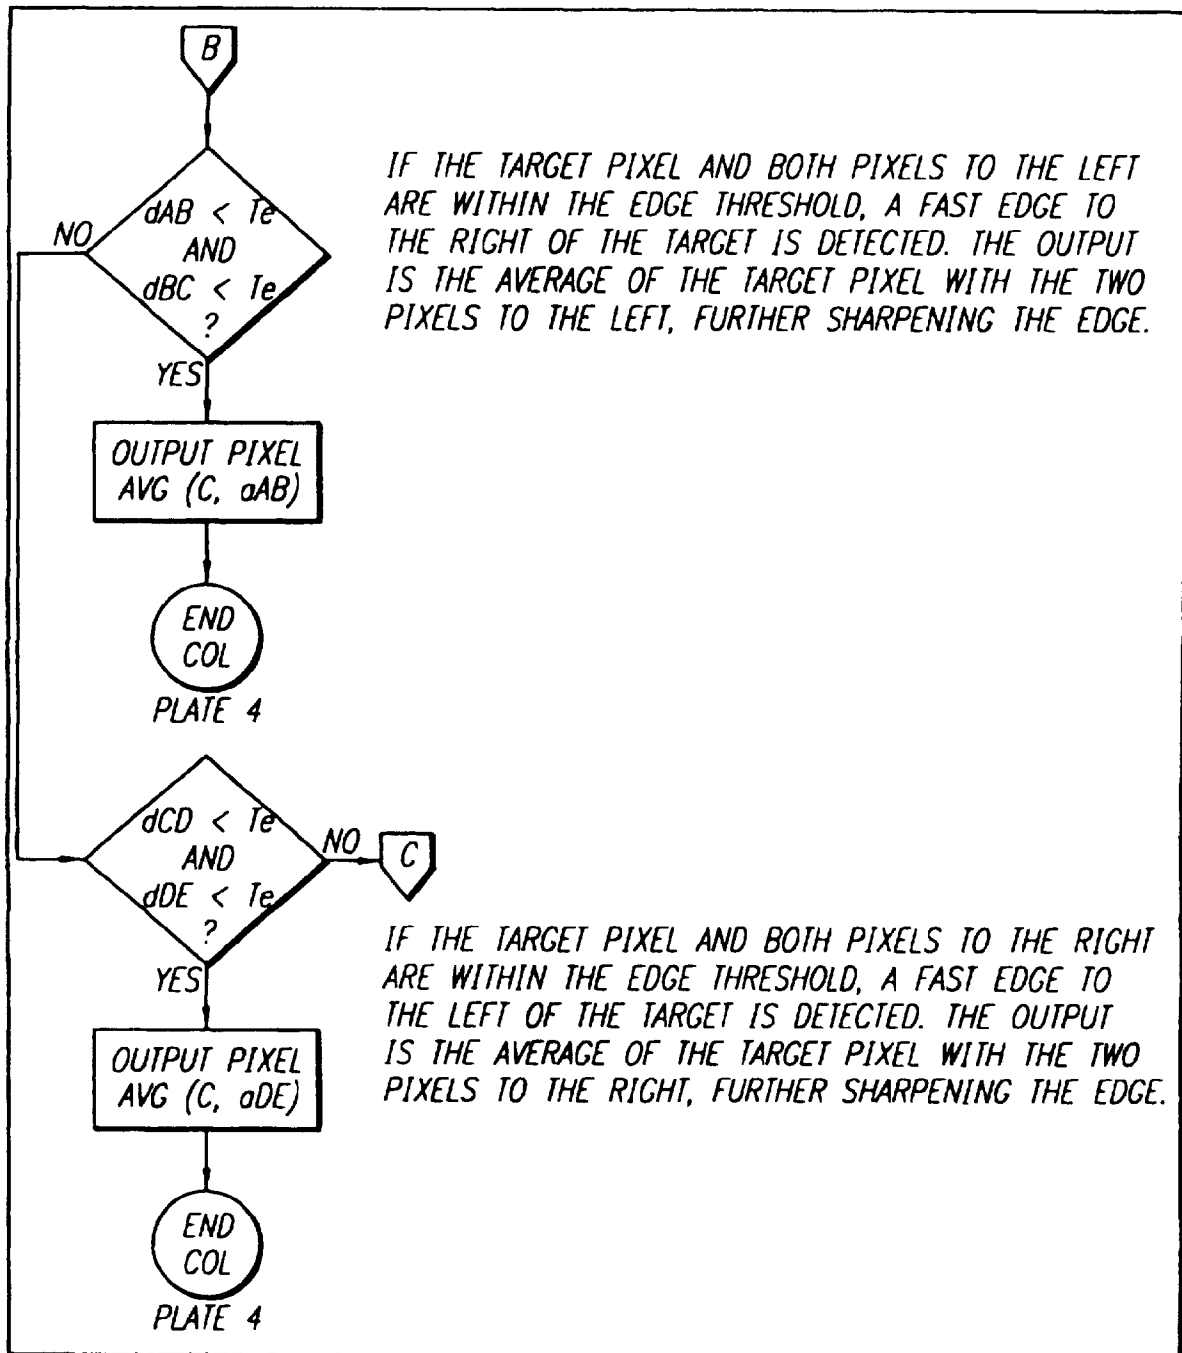 B
IF THE TARGET PIXEL AND BOTH PIXELS TO THE LEFT
ARE WITHIN THE EDGE THRESHOLD, A FAST EDGE TO
THE RIGHT OF THE TARGET IS DETECTED. THE OUTPUT
IS THE AVERAGE OF THE TARGET PIXEL WITH THE TWO
PIXELS TO THE LEFT, FURTHER SHARPENING THE EDGE.
dAB < Te
NO
AND
dBC < Te
?
YES
OUTPUT PIXEL
AVG (C, aAB)
END
COL
PLATE 4
dCD < Te
AND
NO
C
dDE < Te
?
YES
IF THE TARGET PIXEL AND BOTH PIXELS TO THE RIGHT
ARE WITHIN THE EDGE THRESHOLD, A FAST EDGE TO
THE LEFT OF THE TARGET IS DETECTED. THE OUTPUT
IS THE AVERAGE OF THE TARGET PIXEL WITH THE TWO
PIXELS TO THE RIGHT, FURTHER SHARPENING THE EDGE.
OUTPUT PIXEL
AVG (C, aDE)
END
COL
PLATE 4